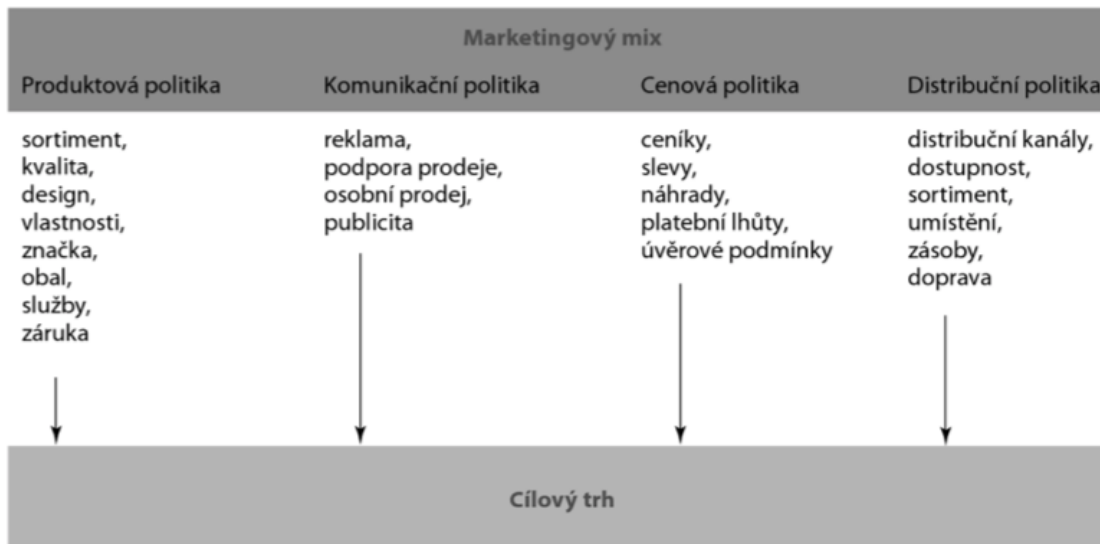 Marketingový mix
Produktová politika
Komunikační politika
Cenová politika
Distribuční politika
sortiment,
kvalita,
design,
vlastnosti,
značka,
obal,
služby,
záruka
reklama,
podpora prodeje,
osobní prodej,
publicita
ceníky,
slevy,
náhrady,
platební lhůty,
úvěrové podmínky
distribuční kanály,
dostupnost,
sortiment,
umístění,
zásoby,
doprava
Cílový trh